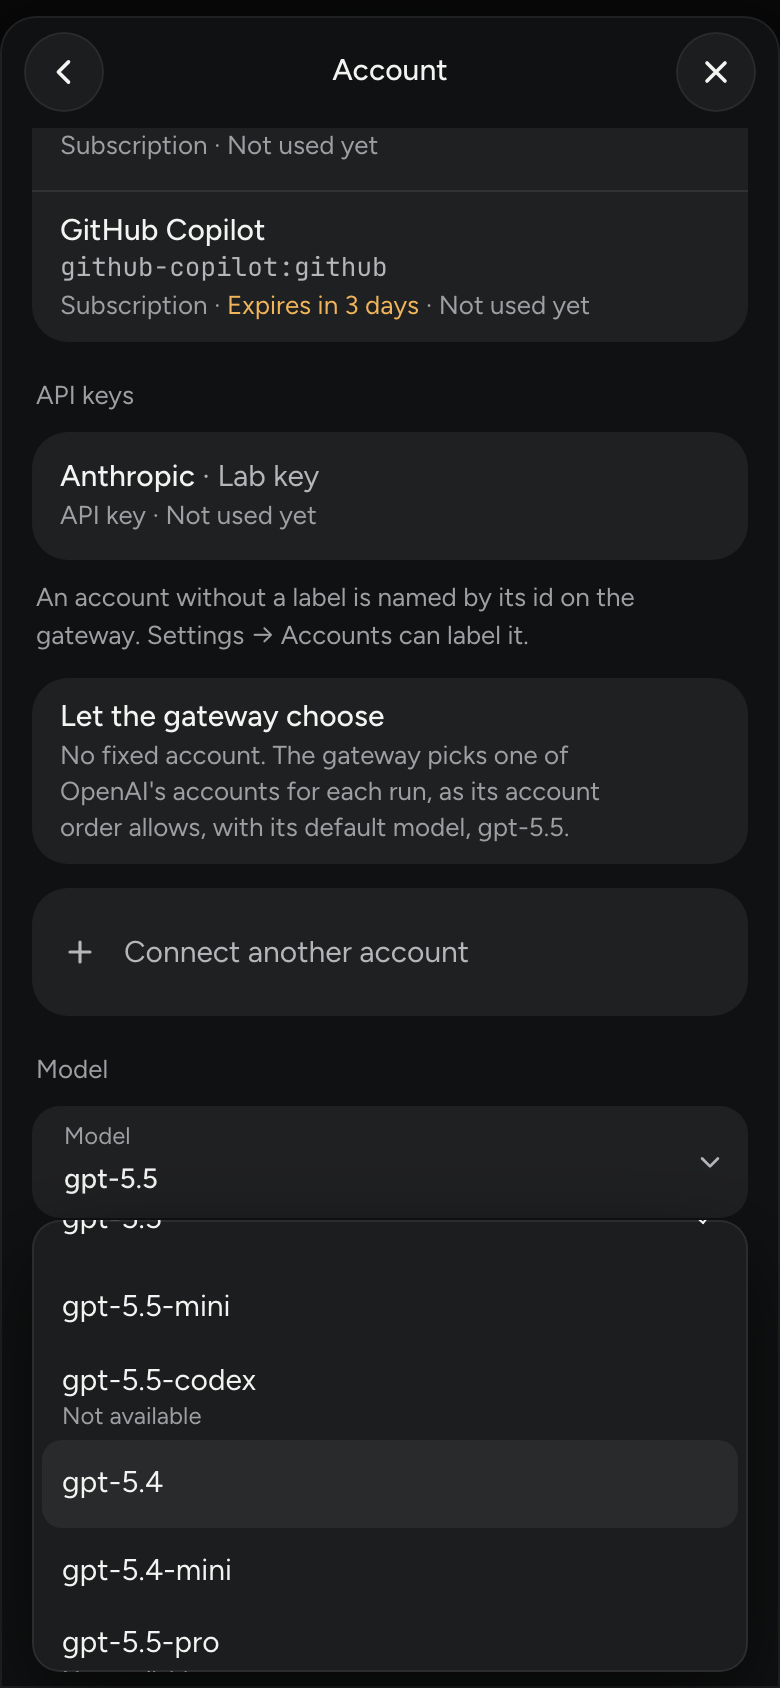 Account
Subscription · Not used yet
GitHub Copilot
github-copilot:github
Subscription · Expires in 3 days · Not used yet
API keys
Anthropic · Lab key
API key · Not used yet
An account without a label is named by its id on the
gateway. Settings → Accounts can label it.
Let the gateway choose
No fixed account. The gateway picks one of
OpenAI's accounts for each run, as its account
order allows, with its default model, gpt-5.5.
Connect another account
Model
Model
gpt-5.5
gpt-5.5
gpt-5.5-mini
gpt-5.5-codex
Not available
gpt-5.4
gpt-5.4-mini
gpt-5.5-pro